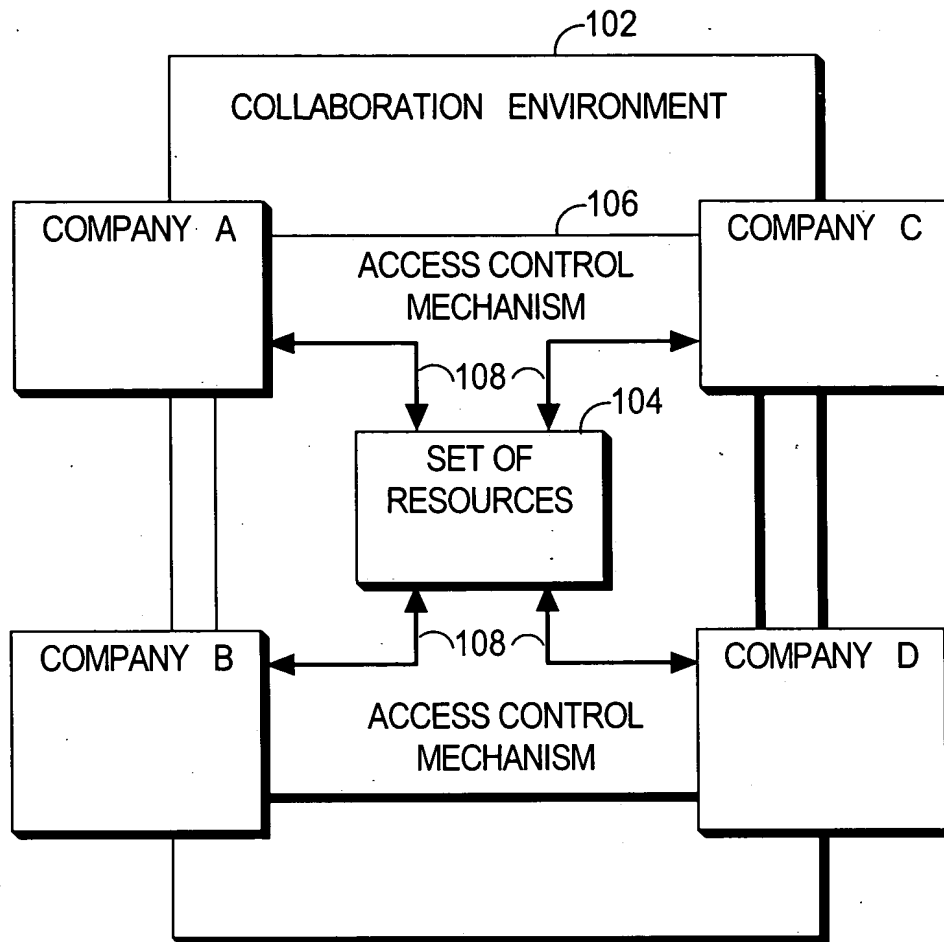 102
COLLABORATION ENVIRONMENT
COMPANY A
106
COMPANY C
ACCESS CONTROL
MECHANISM
108
108
104
SET OF
RESOURCES
COMPANY B
108
COMPANY D
ACCESS CONTROL
MECHANISM